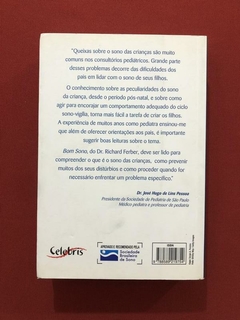 "Queixas sobre o sono das crianças são muito
comuns nos consultórios pediátricos. Grande parte
desses problemas decorre das dificuldades dos
pais em lidar com o sono de seus filhos.
O conhecimento sobre as peculiaridades do sono
da criança, desde o período pós-natal, e sobre como
agir para encorajar um comportamento adequado do ciclo
sono-vigília, torna mais fácil a tarefa de criar os filhos.
A experiência de muitos anos como pediatra ensinou-me
que além de oferecer orientações aos pais, é importante
sugerir boas leituras sobre o tema.
Bom Sono, do Dr. Richard Ferber, deve ser lido para
compreender o que é o sono das crianças, como prevenir
muitos dos seus distúrbios e como proceder quando for
necessário enfrentar um problema específico."
Dr. José Hugo de Lins Pessoa
Presidente da Sociedade de Pediatria de São Paulo
Médico pediatra e professor de pediatria
Celebris
APROVADO E RECOMENDADO PELA
Sociedade
Brasileira
de Sono
ISBN